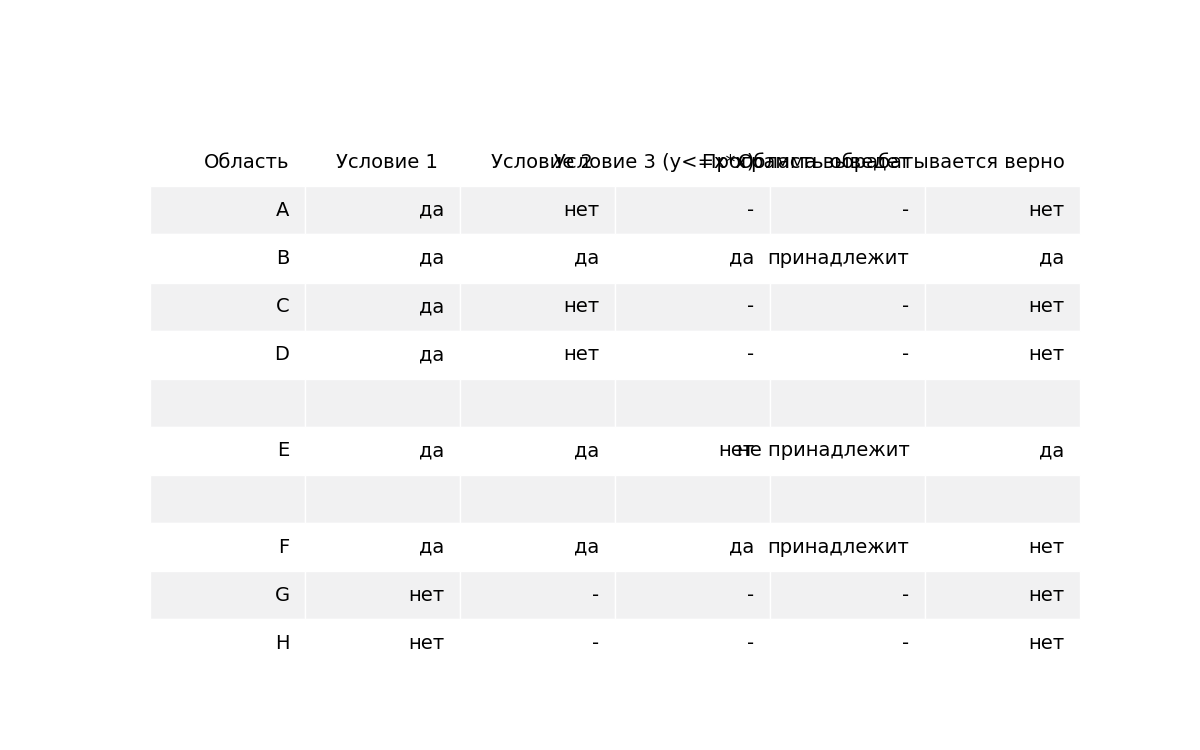 Область Условие 1 Условие 2 Условие 3 (y<=x*x) Программа выведет Область обрабатывается верно
A да нет - - нет
B да да да принадлежит да
C да нет - - нет
D да нет - - нет
E да да нет не принадлежит да
F да да да принадлежит нет
G нет - - - нет
H нет - - - нет